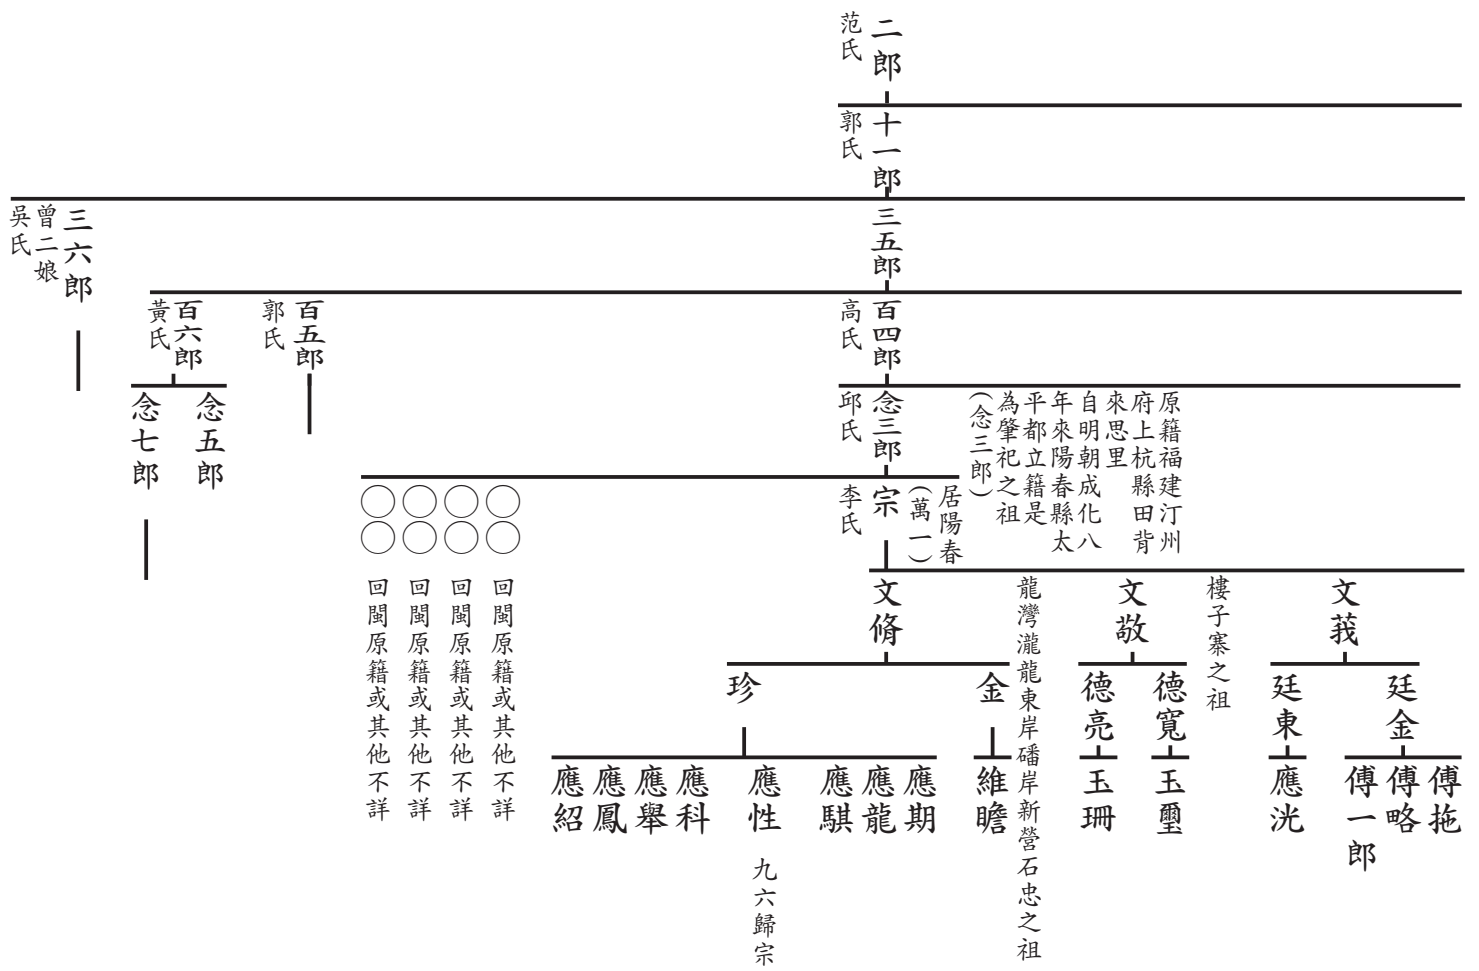 二郎
范氏
十一郎
郭氏
三五郎
三六郎
曾二娘
吳氏
百四郎
高氏
百五郎
郭氏
百六郎
黃氏
原籍福建汀州
府上杭縣田背
來思里
自明朝成化八
年來陽春縣太
平都立籍是
為肇祀之祖
(念三郎)
念三郎
邱氏
念五郎
念七郎
居陽春
(萬一)
宗
李氏
〇〇
〇〇
〇〇
〇〇
回閩原籍或其他不詳
回閩原籍或其他不詳
回閩原籍或其他不詳
回閩原籍或其他不詳
文莪
樓子寨之祖
文敬
龍灣瀧龍東岸磻岸新營石忠之祖
文脩
廷金
廷東
德寬
德亮
金
珍
傅拖
傅略
傅一郎
應洸
玉璽
玉珊
維瞻
應期
應龍
應騏
應性
九六歸宗
應科
應舉
應鳳
應紹